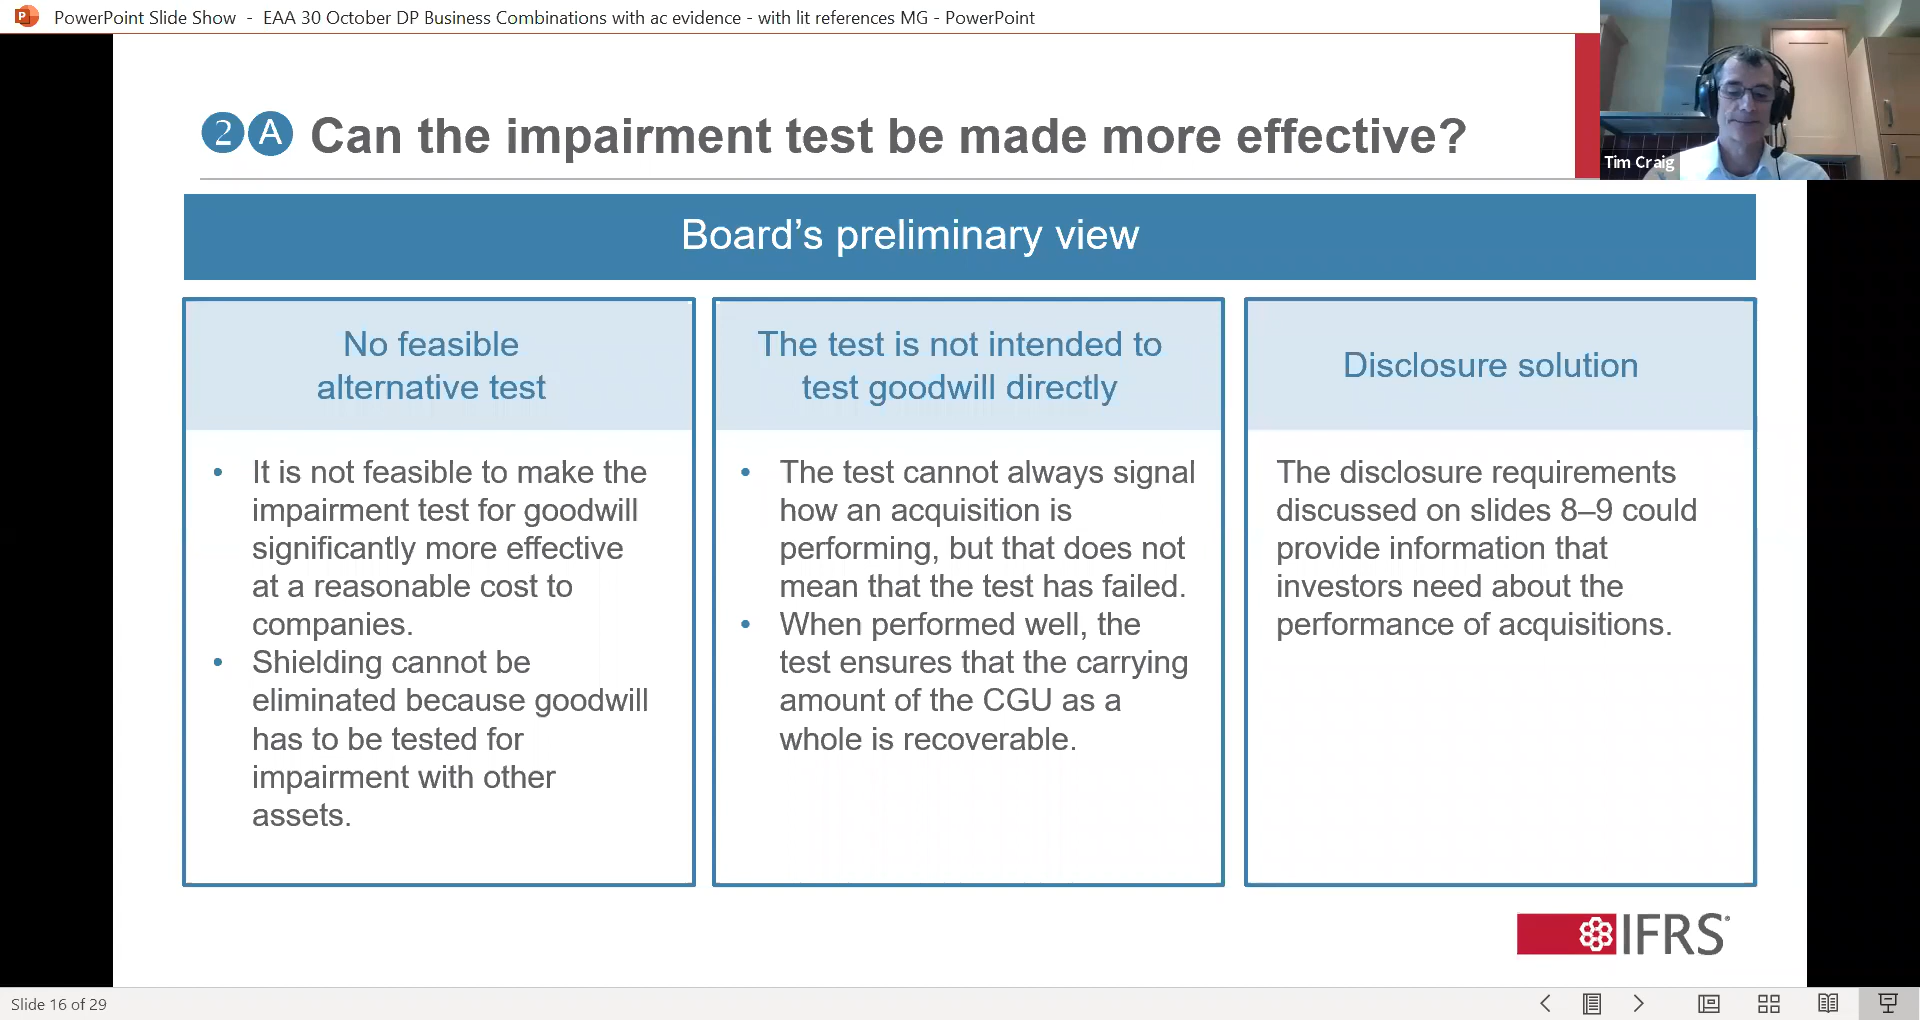 PowerPoint Slide Show - EAA 30 October DP Business Combinations with ac evidence - with lit references MG - PowerPoint
Tim Craig
2 A Can the impairment test be made more effective?
Board's preliminary view
No feasible
alternative test
It is not feasible to make the
impairment test for goodwill
significantly more effective
at a reasonable cost to
companies.
Shielding cannot be
eliminated because goodwill
has to be tested for
impairment with other
assets.
The test is not intended to
test goodwill directly
The test cannot always signal
how an acquisition is
performing, but that does not
mean that the test has failed.
When performed well, the
test ensures that the carrying
amount of the CGU as a
whole is recoverable.
Disclosure solution
The disclosure requirements
discussed on slides 8–9 could
provide information that
investors need about the
performance of acquisitions.
IFRS®
Slide 16 of 29